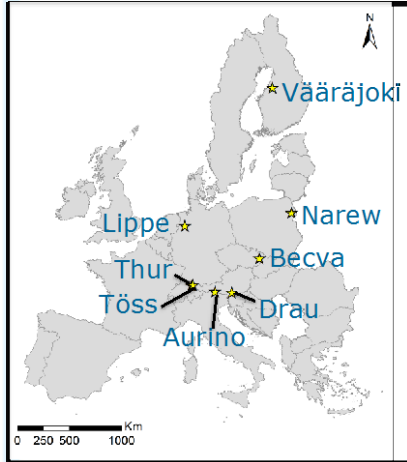 N
Vääräjoki
Narew
Lippe
Becva
Thur
Töss
Drau
Aurino
Km
0 250 500 1000